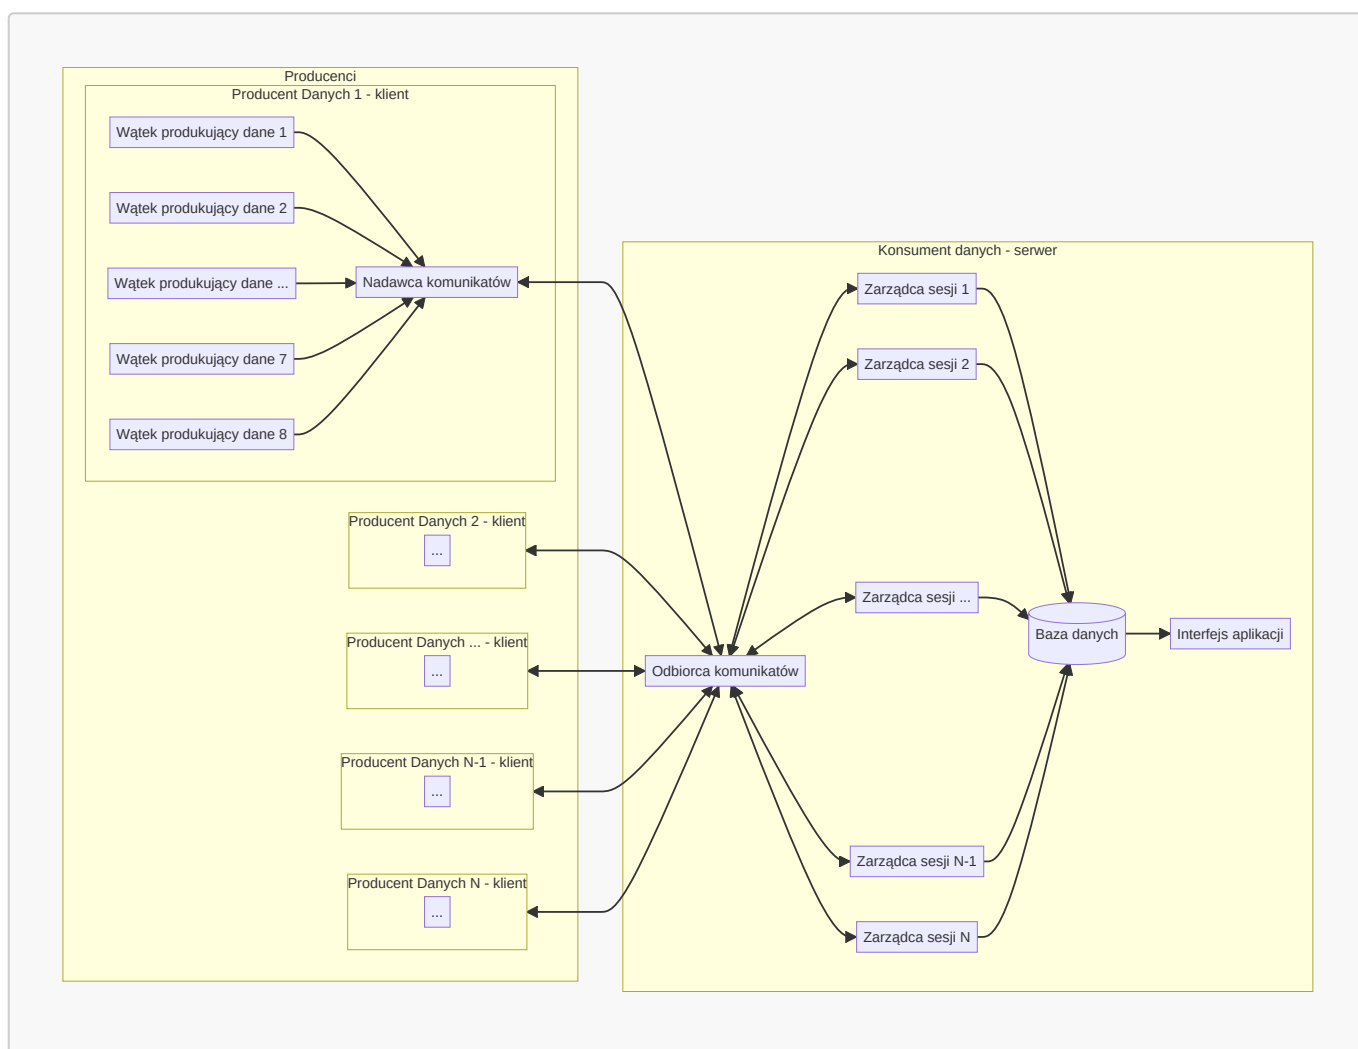 Producenci
Producent Danych 1 - klient
Wątek produkujący dane 1
Wątek produkujący dane 2
Wątek produkujący dane ...
Wątek produkujący dane 7
Wątek produkujący dane 8
Nadawca komunikatów
Producent Danych 2 - klient
...
Producent Danych ... - klient
...
Producent Danych N-1 - klient
...
Producent Danych N - klient
...
Konsument danych - serwer
Odbiorca komunikatów
Zarządca sesji 1
Zarządca sesji 2
Zarządca sesji ...
Zarządca sesji N-1
Zarządca sesji N
Baza danych
Interfejs aplikacji